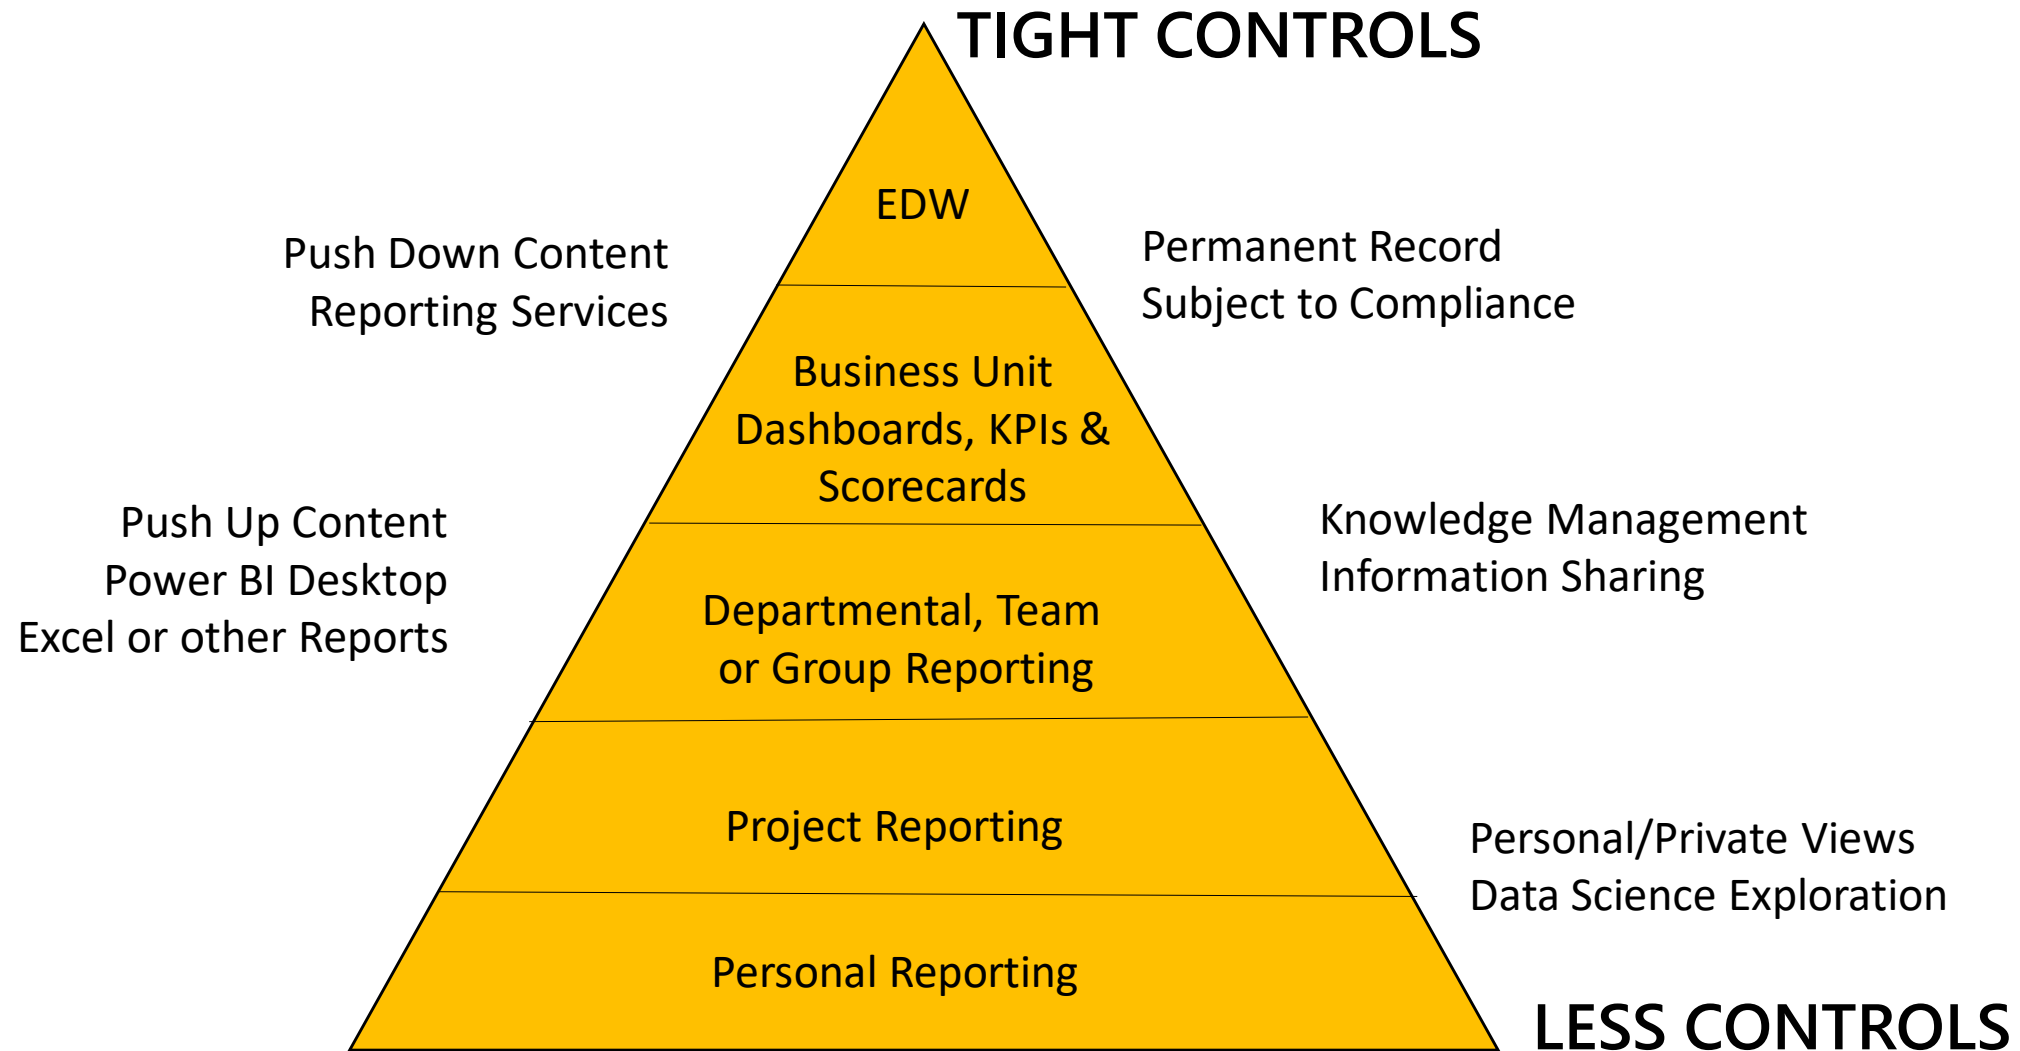 TIGHT CONTROLS
EDW
Push Down Content
Reporting Services
Permanent Record
Subject to Compliance
Business Unit
Dashboards, KPIs &
Scorecards
Push Up Content
Power BI Desktop
Excel or other Reports
Knowledge Management
Information Sharing
Departmental, Team
or Group Reporting
Project Reporting
Personal/Private Views
Data Science Exploration
Personal Reporting
LESS CONTROLS